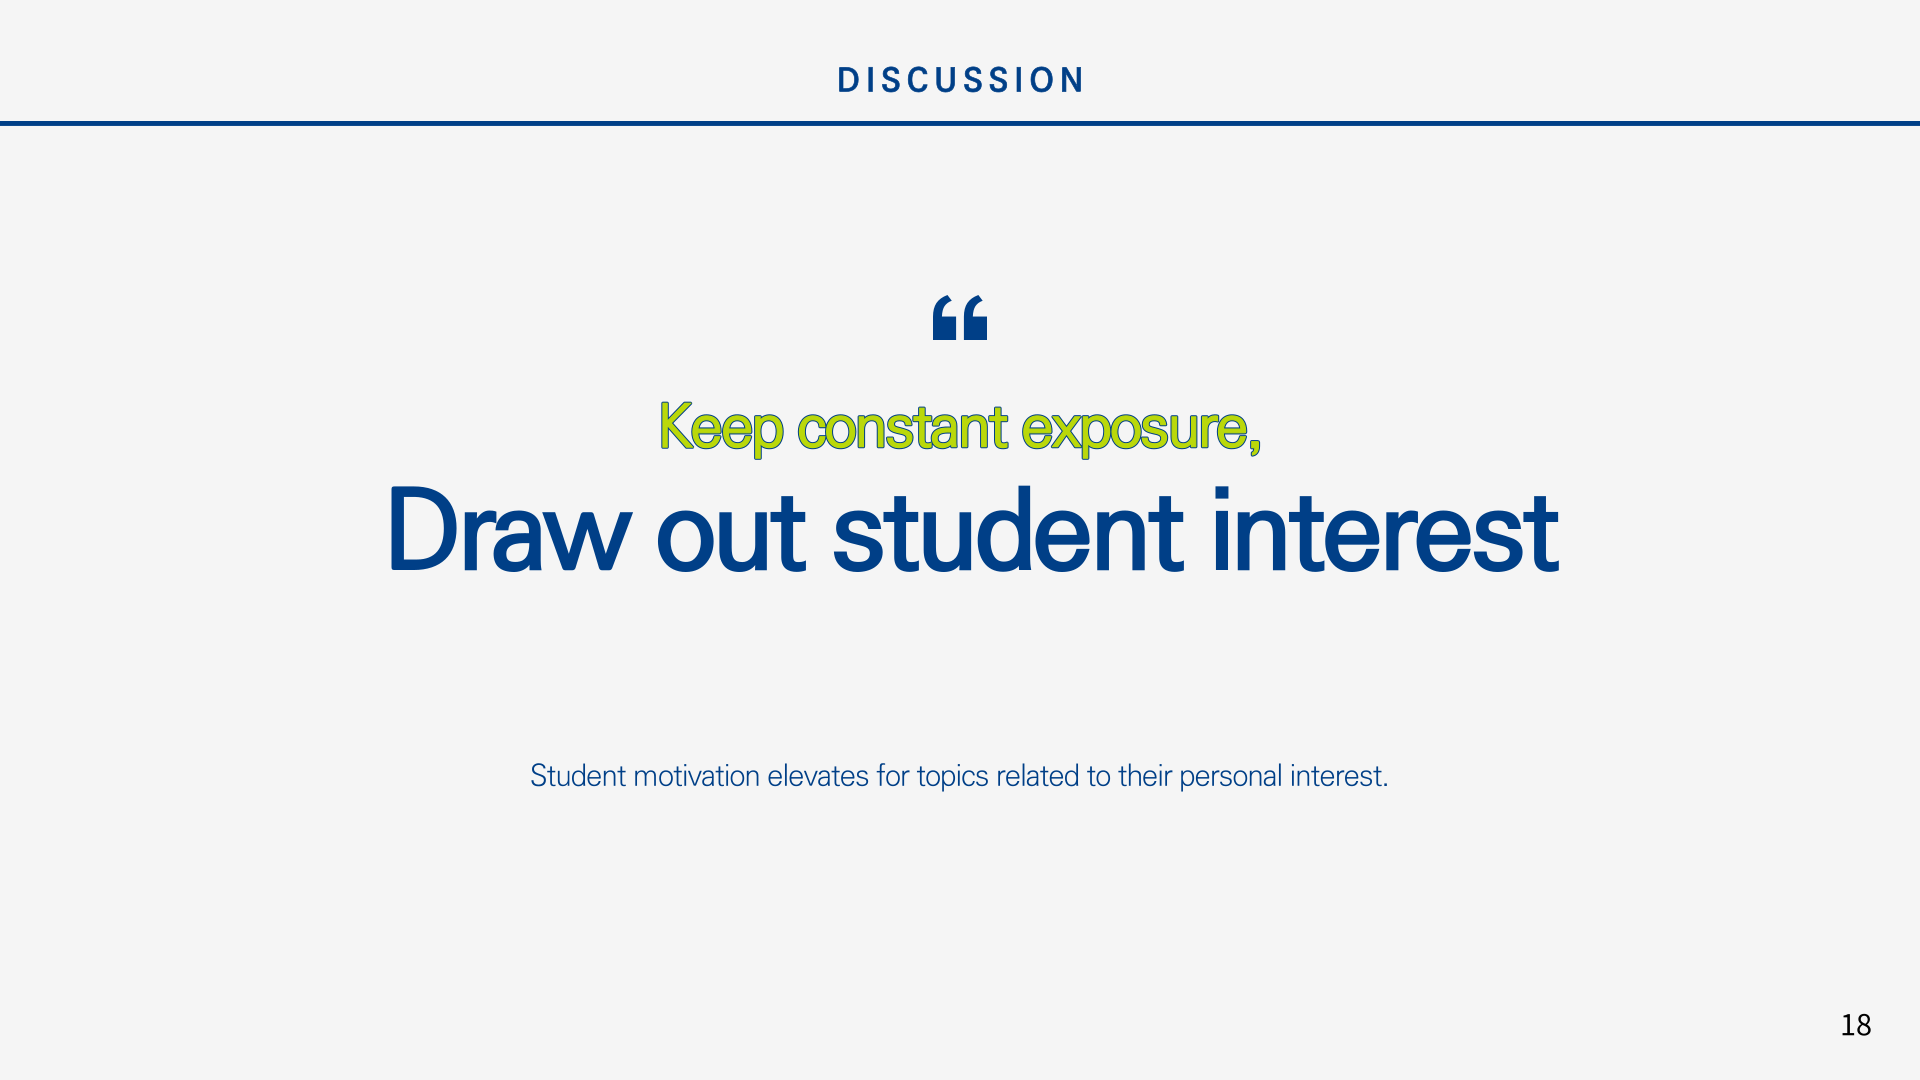 DISCUSSION
“
Keep constant exposure,
Draw out student interest
Student motivation elevates for topics related to their personal interest.
18